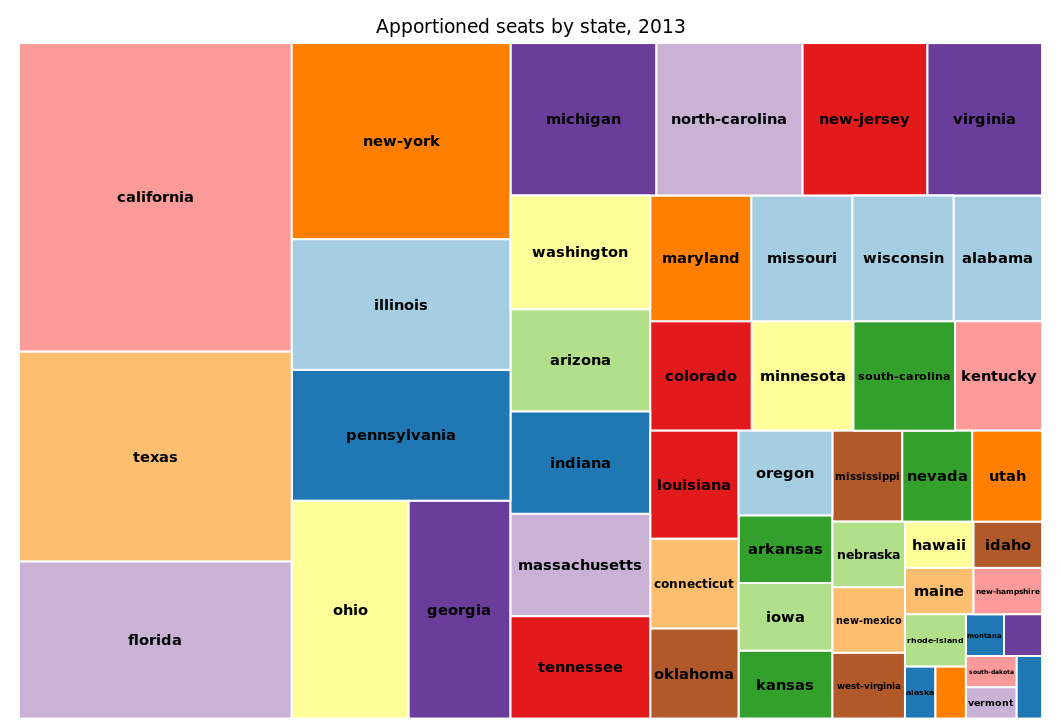 Apportioned seats by state, 2013
california
texas
florida
new-york
illinois
pennsylvania
ohio
georgia
michigan
north-carolina
new-jersey
virginia
washington
arizona
indiana
massachusetts
tennessee
maryland
missouri
wisconsin
alabama
colorado
minnesota
south-carolina
kentucky
louisiana
connecticut
oklahoma
oregon
arkansas
iowa
kansas
mississippi
nevada
utah
nebraska
new-mexico
west-virginia
hawaii
idaho
maine
new-hampshire
rhode-island
montana
alaska
south-dakota
vermont